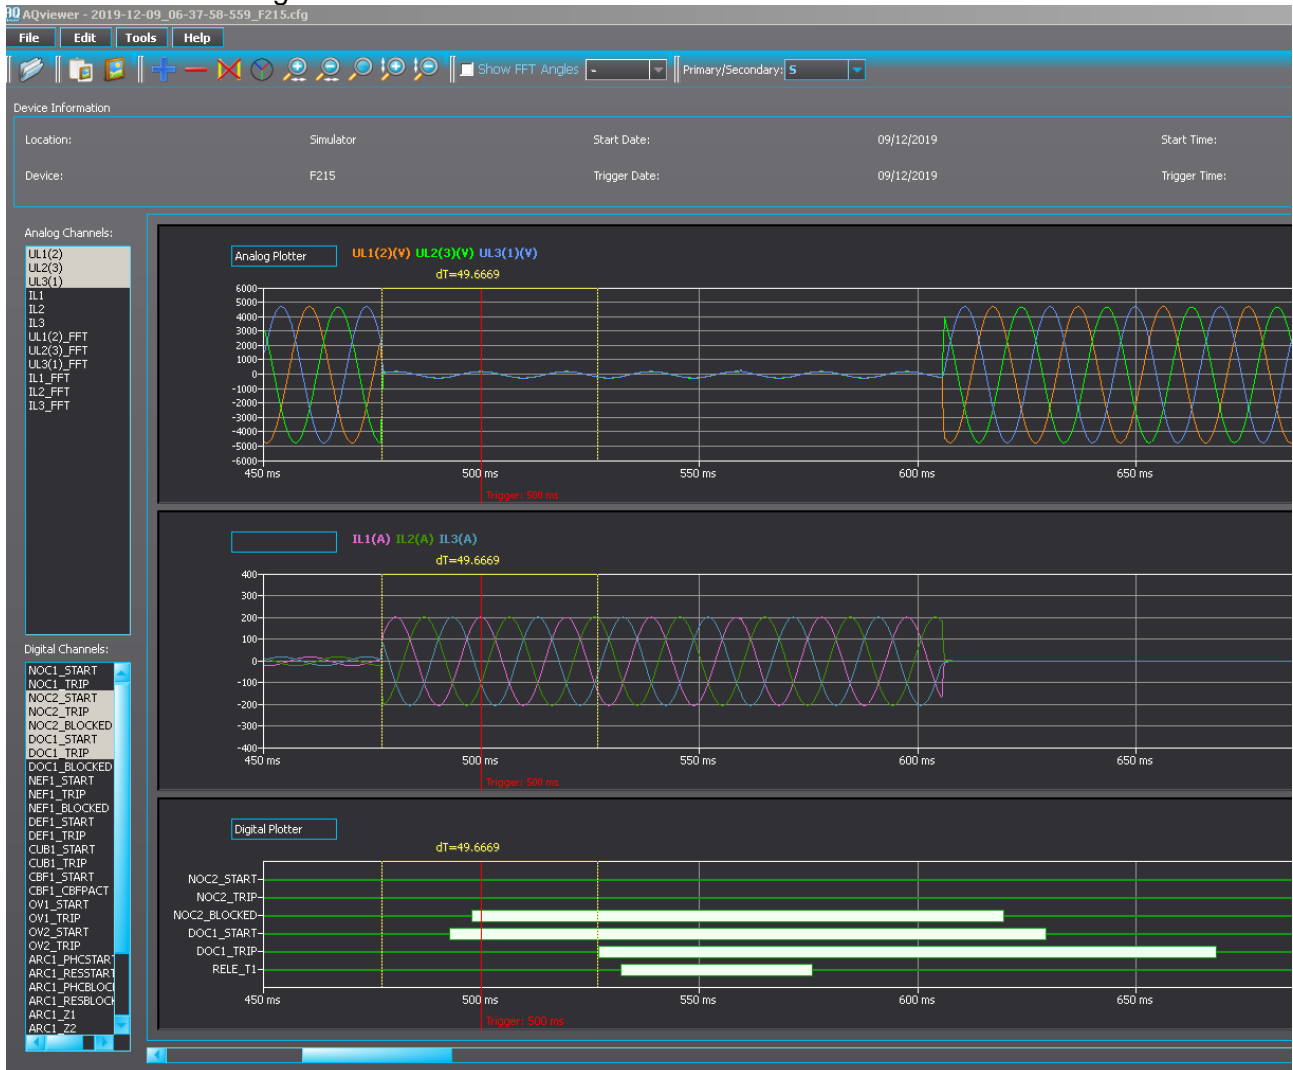 AQviewer - 2019-12-09_06-37-58-559_F215.cfg
File Edit Tools Help
Show FFT Angles - Primary/Secondary: S
Device Information
Location: Simulator Start Date: 09/12/2019 Start Time:
Device: F215 Trigger Date: 09/12/2019 Trigger Time:
Analog Channels:
UL1(2)
UL2(3)
UL3(1)
IL1
IL2
IL3
UL1(2)_FFT
UL2(3)_FFT
UL3(1)_FFT
IL1_FFT
IL2_FFT
IL3_FFT
Digital Channels:
NOC1_START
NOC1_TRIP
NOC2_START
NOC2_TRIP
NOC2_BLOCKED
DOC1_START
DOC1_TRIP
DOC1_BLOCKED
NEF1_START
NEF1_TRIP
NEF1_BLOCKED
DEF1_START
DEF1_TRIP
CUB1_START
CUB1_TRIP
CBF1_START
CBF1_CBFPACT
OV1_START
OV1_TRIP
OV2_START
OV2_TRIP
ARC1_PHCSTAR
ARC1_RESSTART
ARC1_PHCBLOC
ARC1_RESBLOCK
ARC1_Z1
ARC1_Z2
Analog Plotter UL1(2)(V) UL2(3)(V) UL3(1)(V)
dT=49.6669
6000
5000
4000
3000
2000
1000
0
-1000
-2000
-3000
-4000
-5000
-6000
450 ms 500 ms 550 ms 600 ms 650 ms
Trigger: 500 ms
IL1(A) IL2(A) IL3(A)
dT=49.6669
400
300
200
100
0
-100
-200
-300
-400
450 ms 500 ms 550 ms 600 ms 650 ms
Trigger: 500 ms
Digital Plotter
dT=49.6669
NOC2_START
NOC2_TRIP
NOC2_BLOCKED
DOC1_START
DOC1_TRIP
RELE_T1
450 ms 500 ms 550 ms 600 ms 650 ms
Trigger: 500 ms